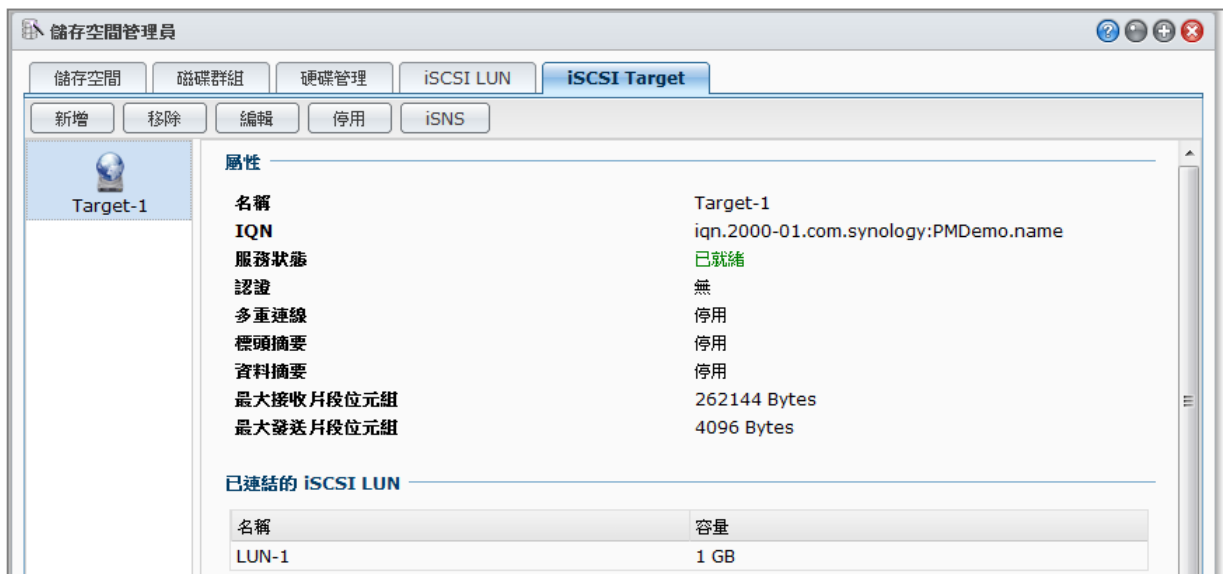 儲存空間管理員
儲存空間 磁碟群組 硬碟管理 iSCSI LUN iSCSI Target
新增 移除 編輯 停用 iSNS
Target-1
屬性
名稱 Target-1
IQN iqn.2000-01.com.synology:PMDemo.name
服務狀態 已就緒
認證 無
多重連線 停用
標頭摘要 停用
資料摘要 停用
最大接收片段位元組 262144 Bytes
最大發送片段位元組 4096 Bytes
已連結的 iSCSI LUN
名稱 容量
LUN-1 1 GB